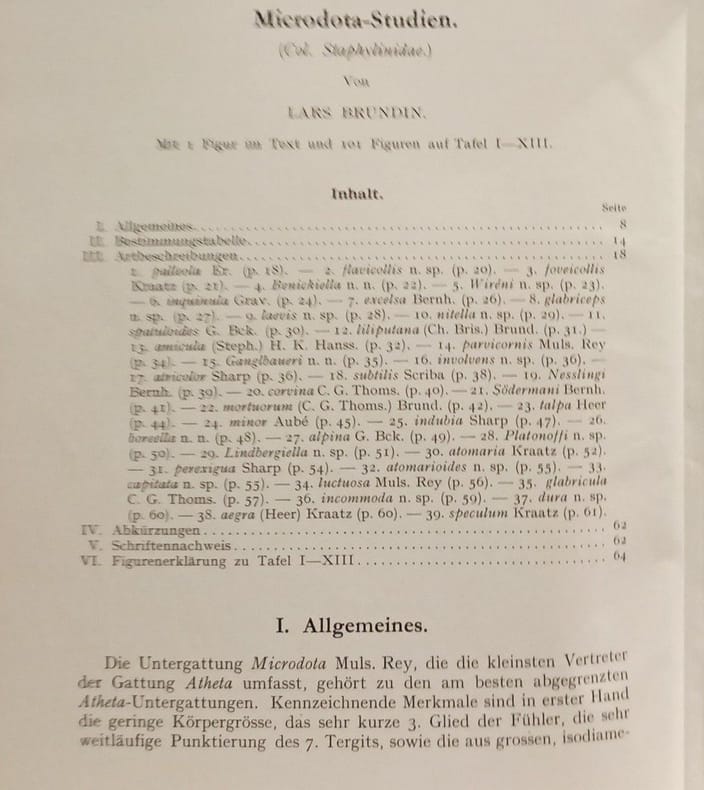 Microdota-Studien.
(Col. Staphylinidae.)
Von
LARS BRUNDIN.
Mit 1 Figur im Text und 101 Figuren auf Tafel I—XIII.
Inhalt.
Seite
I. Allgemeines. 8
II. Bestimmungstabelle. 14
III. Artbeschreibungen. 18
1. palleola Er. (p. 18). — 2. flavicollis n. sp. (p. 20). — 3. foveicollis
Kraatz (p. 21). — 4. Benickiella n. n. (p. 22). — 5. Wiréni n. sp. (p. 23).
— 6. inquinula Grav. (p. 24). — 7. excelsa Bernh. (p. 26). — 8. glabriceps
n. sp. (p. 27). — 9. laevis n. sp. (p. 28). — 10. nitella n. sp. (p. 29). — 11.
spatuloides G. Bck. (p. 30). — 12. liliputana (Ch. Bris.) Brund. (p. 31.) —
13. amicula (Steph.) H. K. Hanss. (p. 32). — 14. parvicornis Muls. Rey
(p. 34). — 15. Ganglbaueri n. n. (p. 35). — 16. involvens n. sp. (p. 36). —
17. atricolor Sharp (p. 36). — 18. subtilis Scriba (p. 38). — 19. Nesslingi
Bernh. (p. 39). — 20. corvina C. G. Thoms. (p. 40). — 21. Södermani Bernh.
(p. 41). — 22. mortuorum (C. G. Thoms.) Brund. (p. 42). — 23. talpa Heer
(p. 44). — 24. minor Aubé (p. 45). — 25. indubia Sharp (p. 47). — 26.
boreella n. n. (p. 48). — 27. alpina G. Bck. (p. 49). — 28. Platonoffi n. sp.
(p. 50). — 29. Lindbergiella n. sp. (p. 51). — 30. atomaria Kraatz (p. 52).
— 31. perexigua Sharp (p. 54). — 32. atomarioides n. sp. (p. 55). — 33.
capitata n. sp. (p. 55). — 34. luctuosa Muls. Rey (p. 56). — 35. glabricula
C. G. Thoms. (p. 57). — 36. incommoda n. sp. (p. 59). — 37. dura n. sp.
(p. 60). — 38. aegra (Heer) Kraatz (p. 60). — 39. speculum Kraatz (p. 61).
IV. Abkürzungen. 62
V. Schriftennachweis. 62
VI. Figurenerklärung zu Tafel I—XIII. 64
I. Allgemeines.
Die Untergattung Microdota Muls. Rey, die die kleinsten Vertreter
der Gattung Atheta umfasst, gehört zu den am besten abgegrenzten
Atheta-Untergattungen. Kennzeichnende Merkmale sind in erster Hand
die geringe Körpergrösse, das sehr kurze 3. Glied der Fühler, die sehr
weitläufige Punktierung des 7. Tergits, sowie die aus grossen, isodiame-